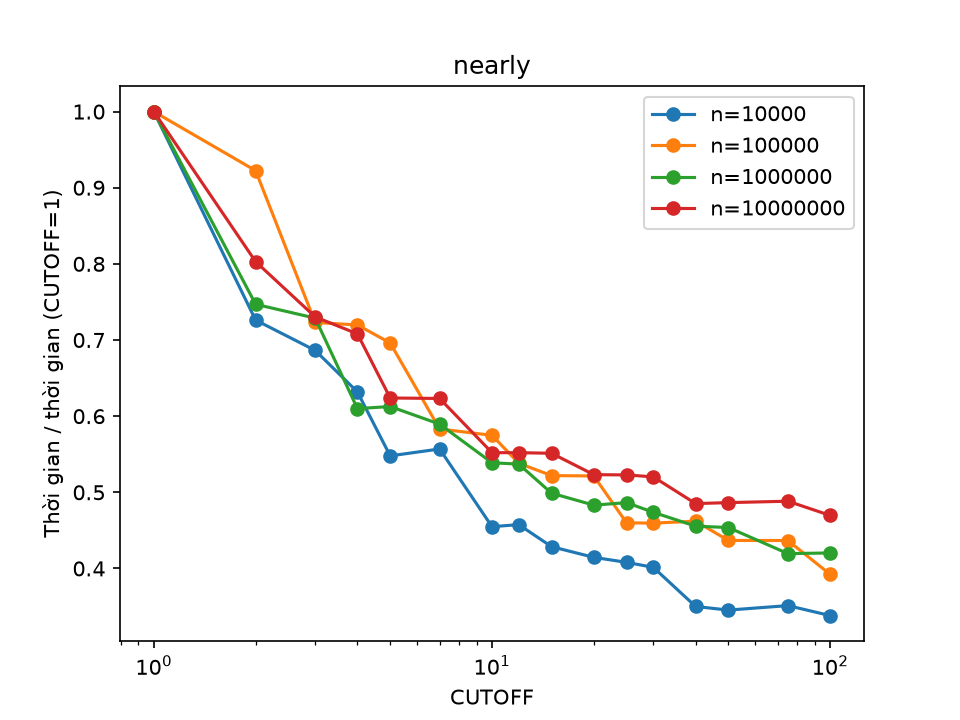 nearly
Thời gian / thời gian (CUTOFF=1)
1.0
0.9
0.8
0.7
0.6
0.5
0.4
n=10000
n=100000
n=1000000
n=10000000
10⁰ 10¹ 10²
CUTOFF